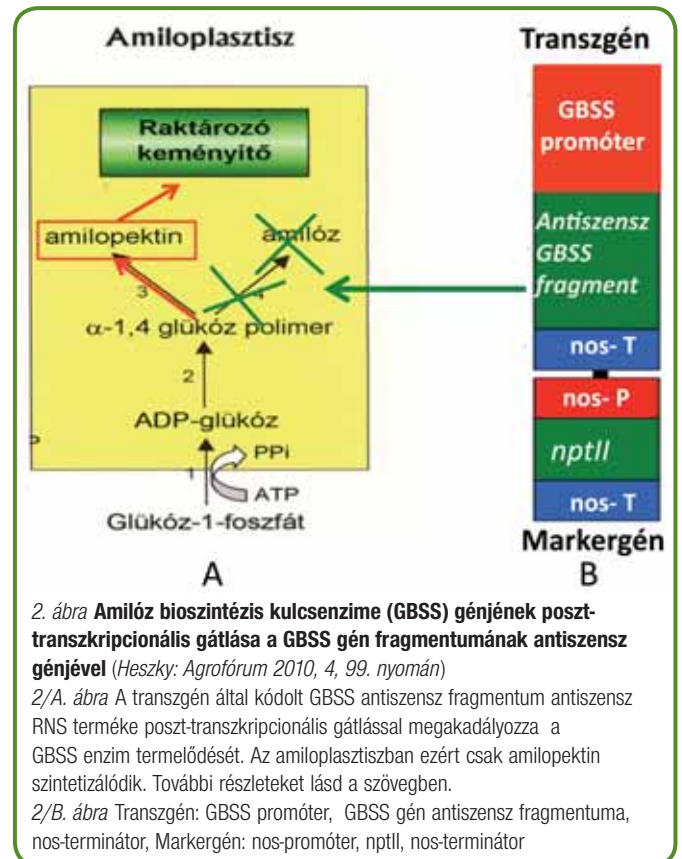 Amiloplasztisz
Transzgén
Raktározó
keményitő
amilopektin
amilóz
3
4
α-1,4 glükóz polimer
2
ADP-glükóz
PPi
1
ATP
Glükóz-1-foszfát
A
GBSS
promóter
Antiszensz
GBSS
fragment
nos- T
nos- P
nptII
nos- T
Markergén
B
2. ábra Amilóz bioszintézis kulcsenzime (GBSS) génjének poszt-
transzkripcionális gátlása a GBSS gén fragmentumának antiszensz
génjével (Heszky: Agrofórum 2010, 4, 99. nyomán)
2/A. ábra A transzgén által kódolt GBSS antiszensz fragmentum antiszensz
RNS terméke poszt-transzkripcionális gátlással megakadályozza a
GBSS enzim termelődését. Az amiloplasztiszban ezért csak amilopektin
szintetizálódik. További részleteket lásd a szövegben.
2/B. ábra Transzgén: GBSS promóter, GBSS gén antiszensz fragmentuma,
nos-terminátor, Markergén: nos-promóter, nptII, nos-terminátor